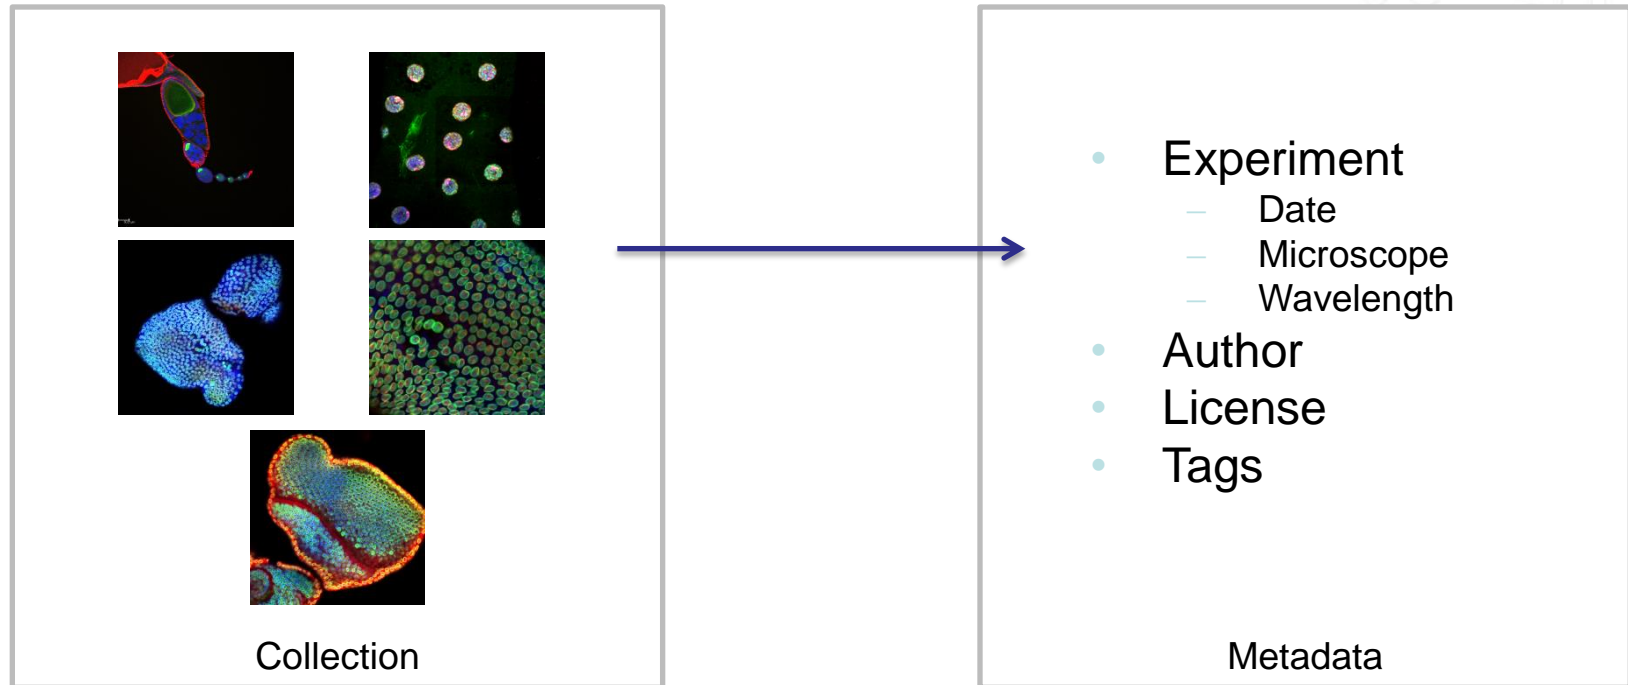 Experiment
Date
Microscope
Wavelength
Author
License
Tags
Collection
Metadata